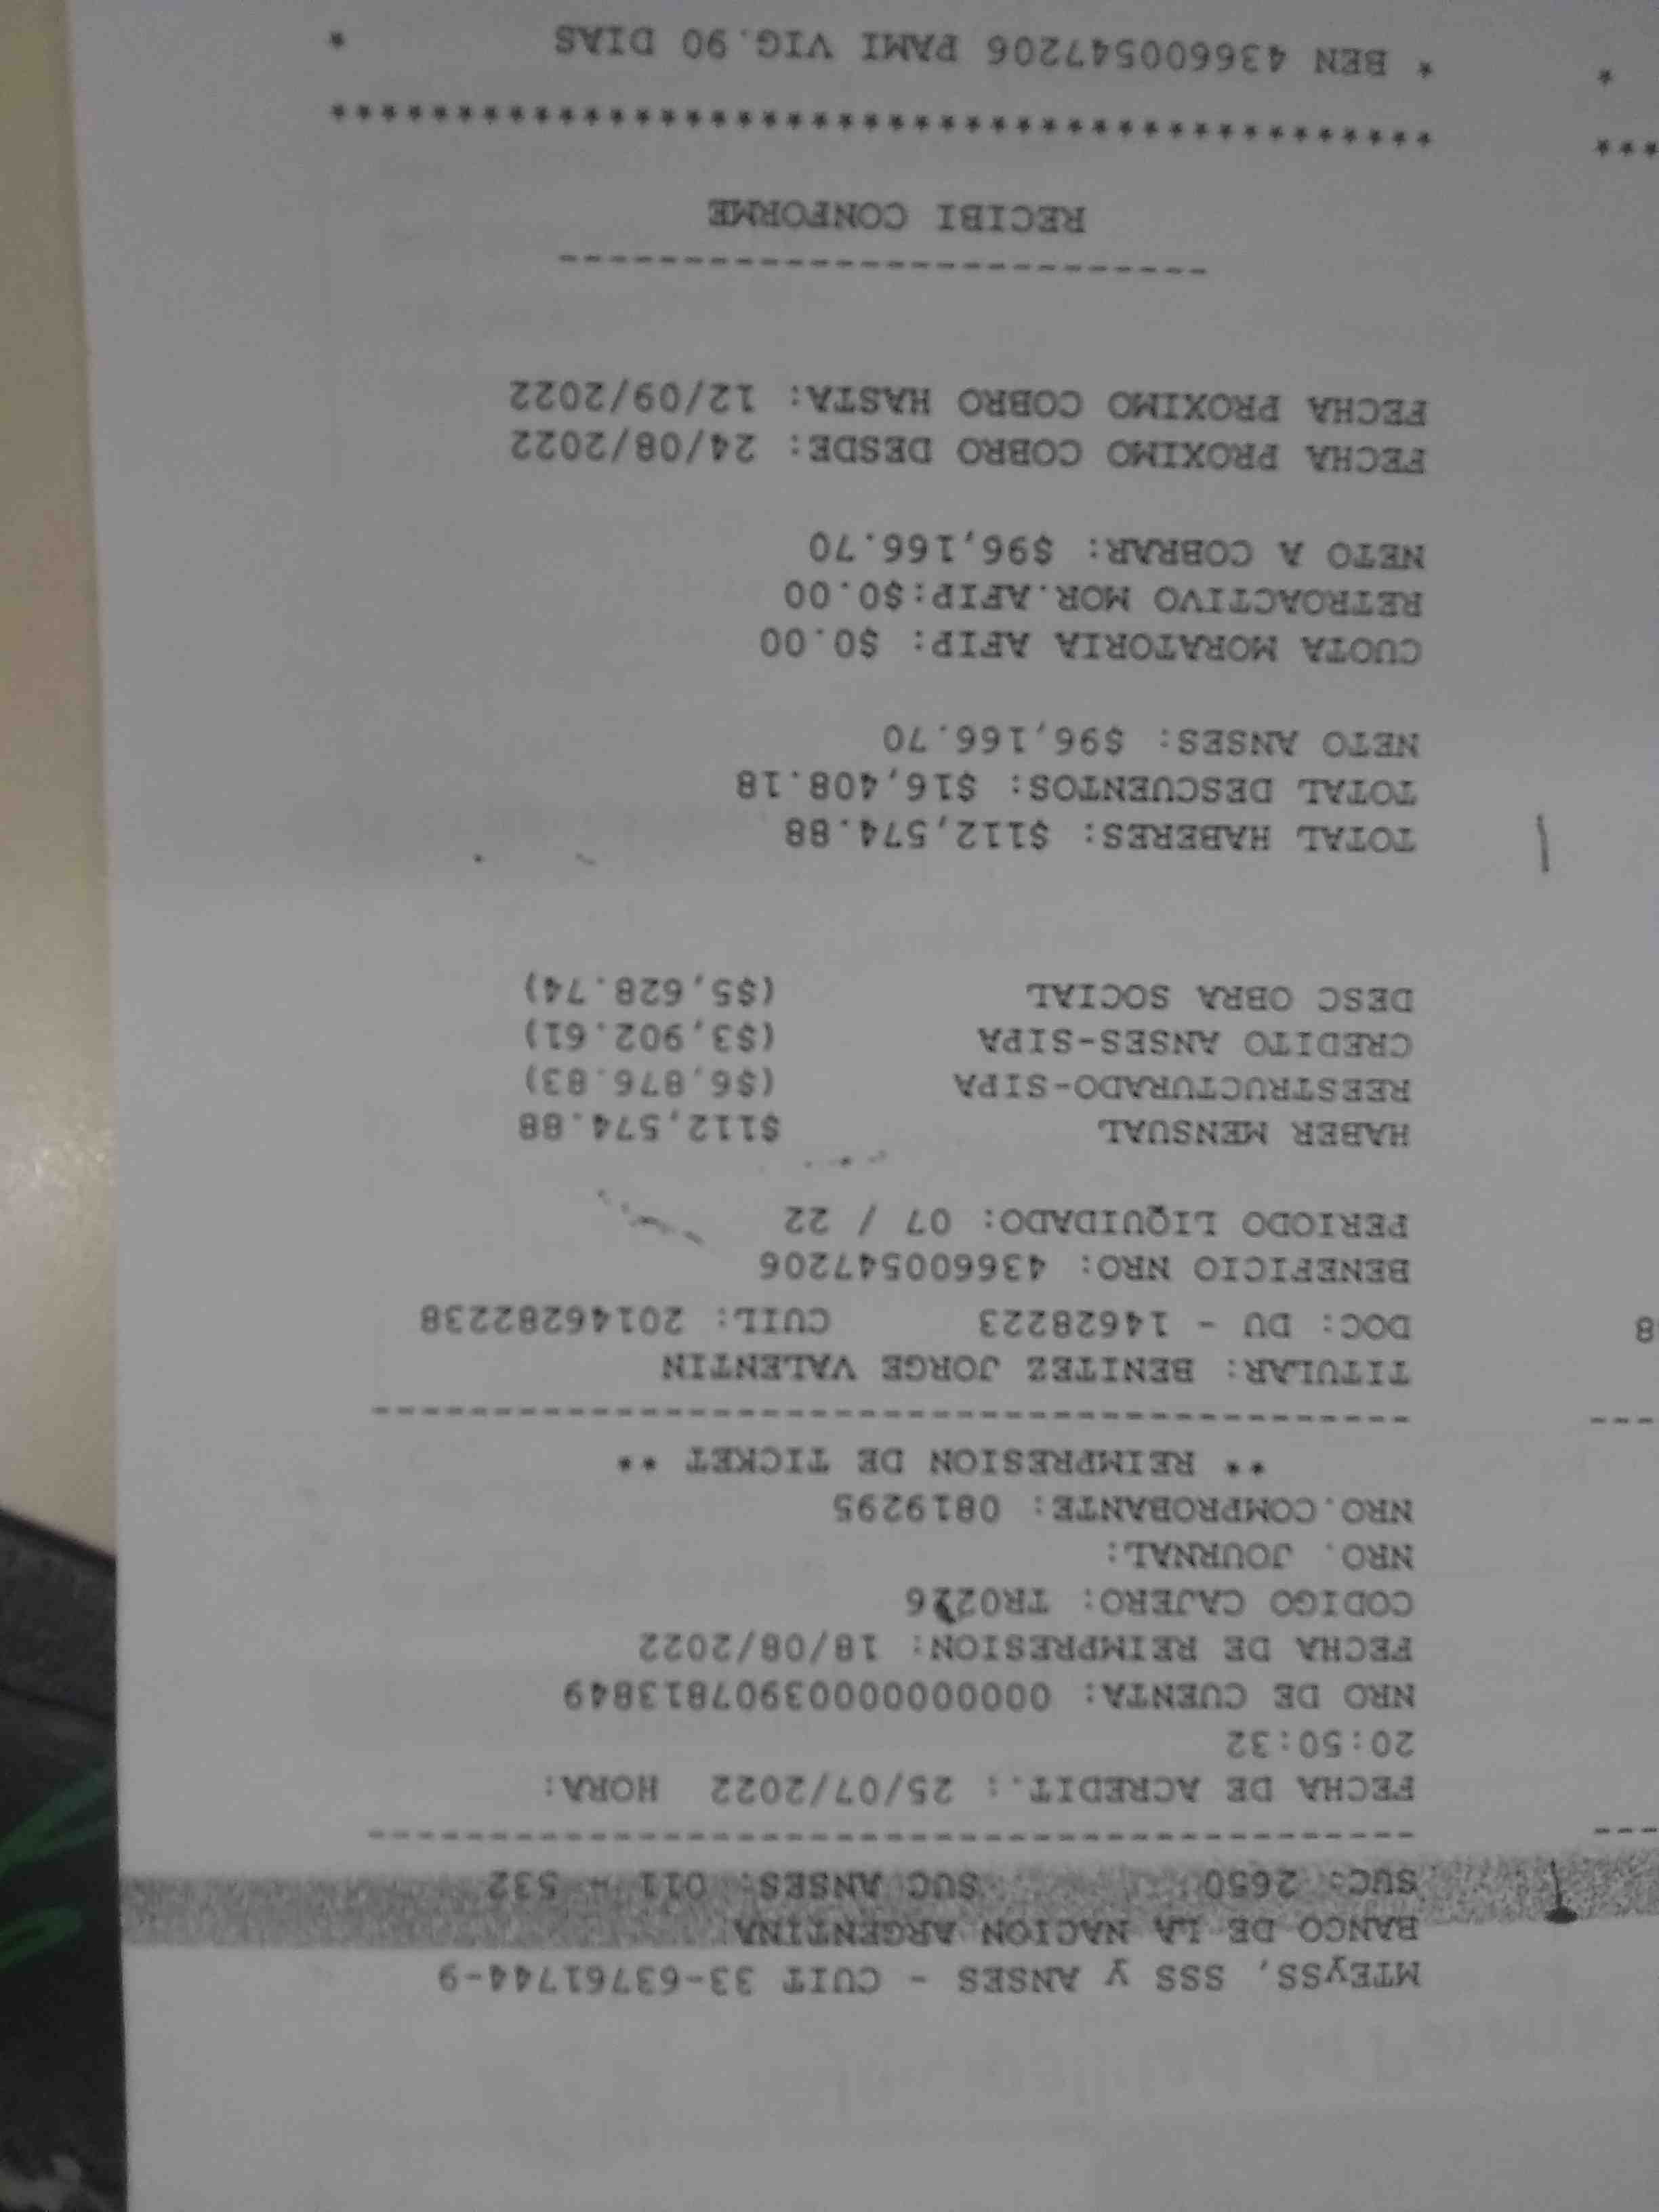 MTEySS, SSS y ANSES - CUIT 33-63761744-9
BANCO DE LA NACION ARGENTINA
SUC: 2650 SUC ANSES: 011 - 532
----------------------------------------
FECHA DE ACREDIT.: 25/07/2022 HORA:
20:50:32
NRO DE CUENTA: 00000000003907813849
FECHA DE REIMPRESION: 18/08/2022
CODIGO CAJERO: TR0226
NRO. JOURNAL:
NRO.COMPROBANTE: 0819295
** REIMPRESION DE TICKET **
----------------------------------------
TITULAR: BENITEZ JORGE VALENTIN
DOC: DU - 14628223 CUIL: 20146282238
BENEFICIO NRO: 436600547206
PERIODO LIQUIDADO: 07 / 22
HABER MENSUAL $112,574.88
REESTRUCTURADO-SIPA ($6,876.83)
CREDITO ANSES-SIPA ($3,902.61)
DESC OBRA SOCIAL ($5,628.74)
TOTAL HABERES: $112,574.88
TOTAL DESCUENTOS: $16,408.18
NETO ANSES: $96,166.70
CUOTA MORATORIA AFIP: $0.00
RETROACTIVO MOR.AFIP:$0.00
NETO A COBRAR: $96,166.70
FECHA PROXIMO COBRO DESDE: 24/08/2022
FECHA PROXIMO COBRO HASTA: 12/09/2022
--------------------------
RECIBI CONFORME
********************************************
* BEN 436600547206 PAMI VIG.90 DIAS *
8